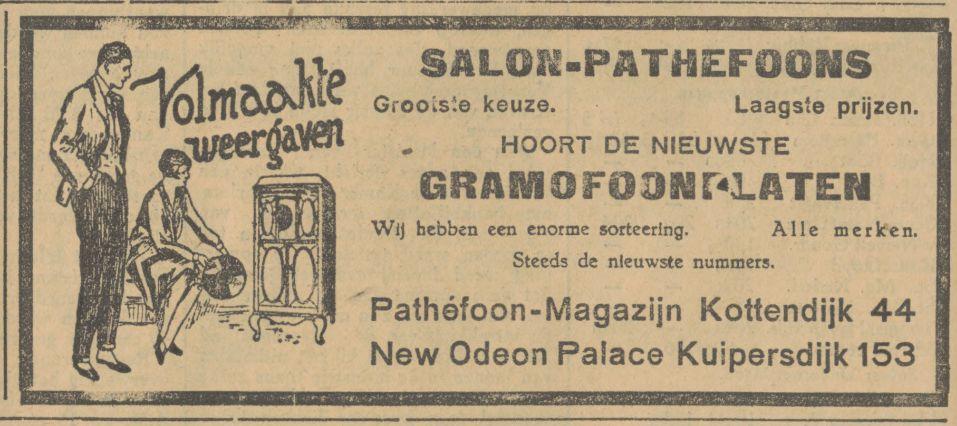 Volmaakte
weergaven
SALON-PATHEFOONS
Grootste keuze. Laagste prijzen.
HOORT DE NIEUWSTE
GRAMOFOONPLATEN
Wij hebben een enorme sorteering. Alle merken.
Steeds de nieuwste nummers.
Pathéfoon-Magazijn Kottendijk 44
New Odeon Palace Kuipersdijk 153